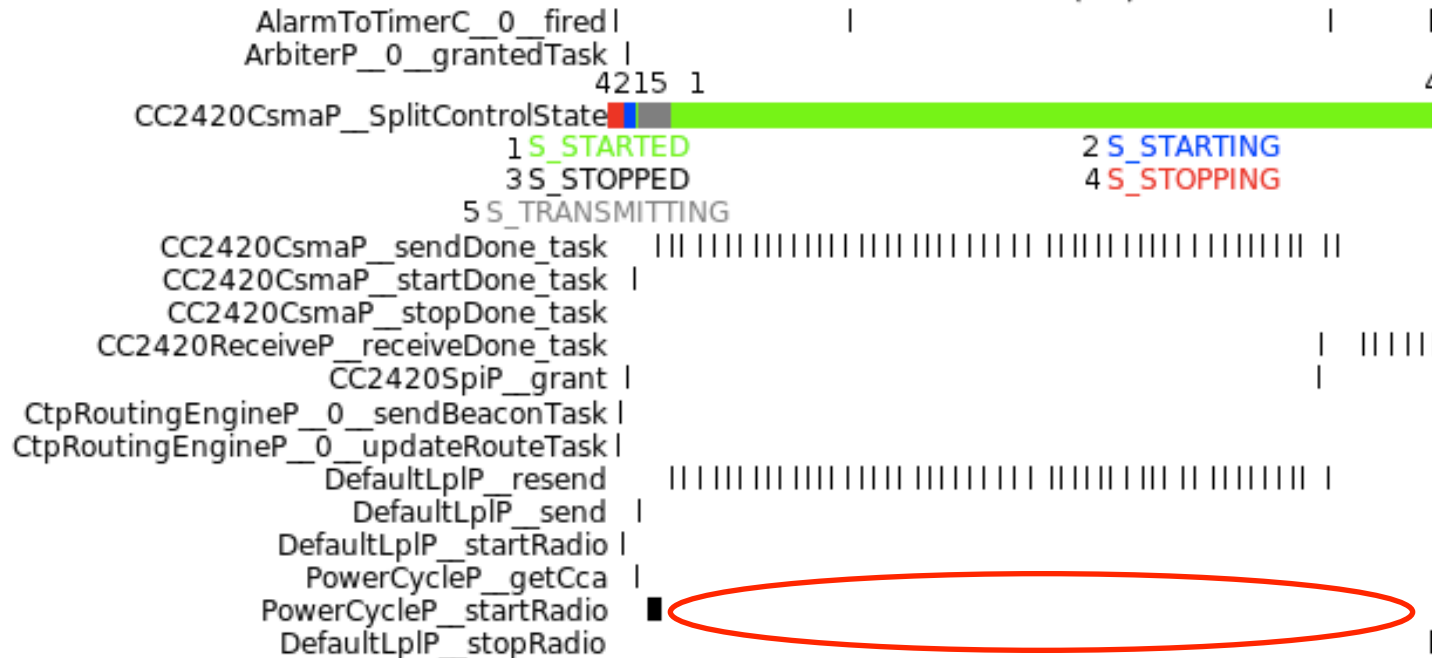 AlarmToTimerC__0__fired
ArbiterP__0__grantedTask
4215 1 4
CC2420CsmaP__SplitControlState
1 S_STARTED 2 S_STARTING
3 S_STOPPED 4 S_STOPPING
5 S_TRANSMITTING
CC2420CsmaP__sendDone_task
CC2420CsmaP__startDone_task
CC2420CsmaP__stopDone_task
CC2420ReceiveP__receiveDone_task
CC2420SpiP__grant
CtpRoutingEngineP__0__sendBeaconTask
CtpRoutingEngineP__0__updateRouteTask
DefaultLplP__resend
DefaultLplP__send
DefaultLplP__startRadio
PowerCycleP__getCca
PowerCycleP__startRadio
DefaultLplP__stopRadio